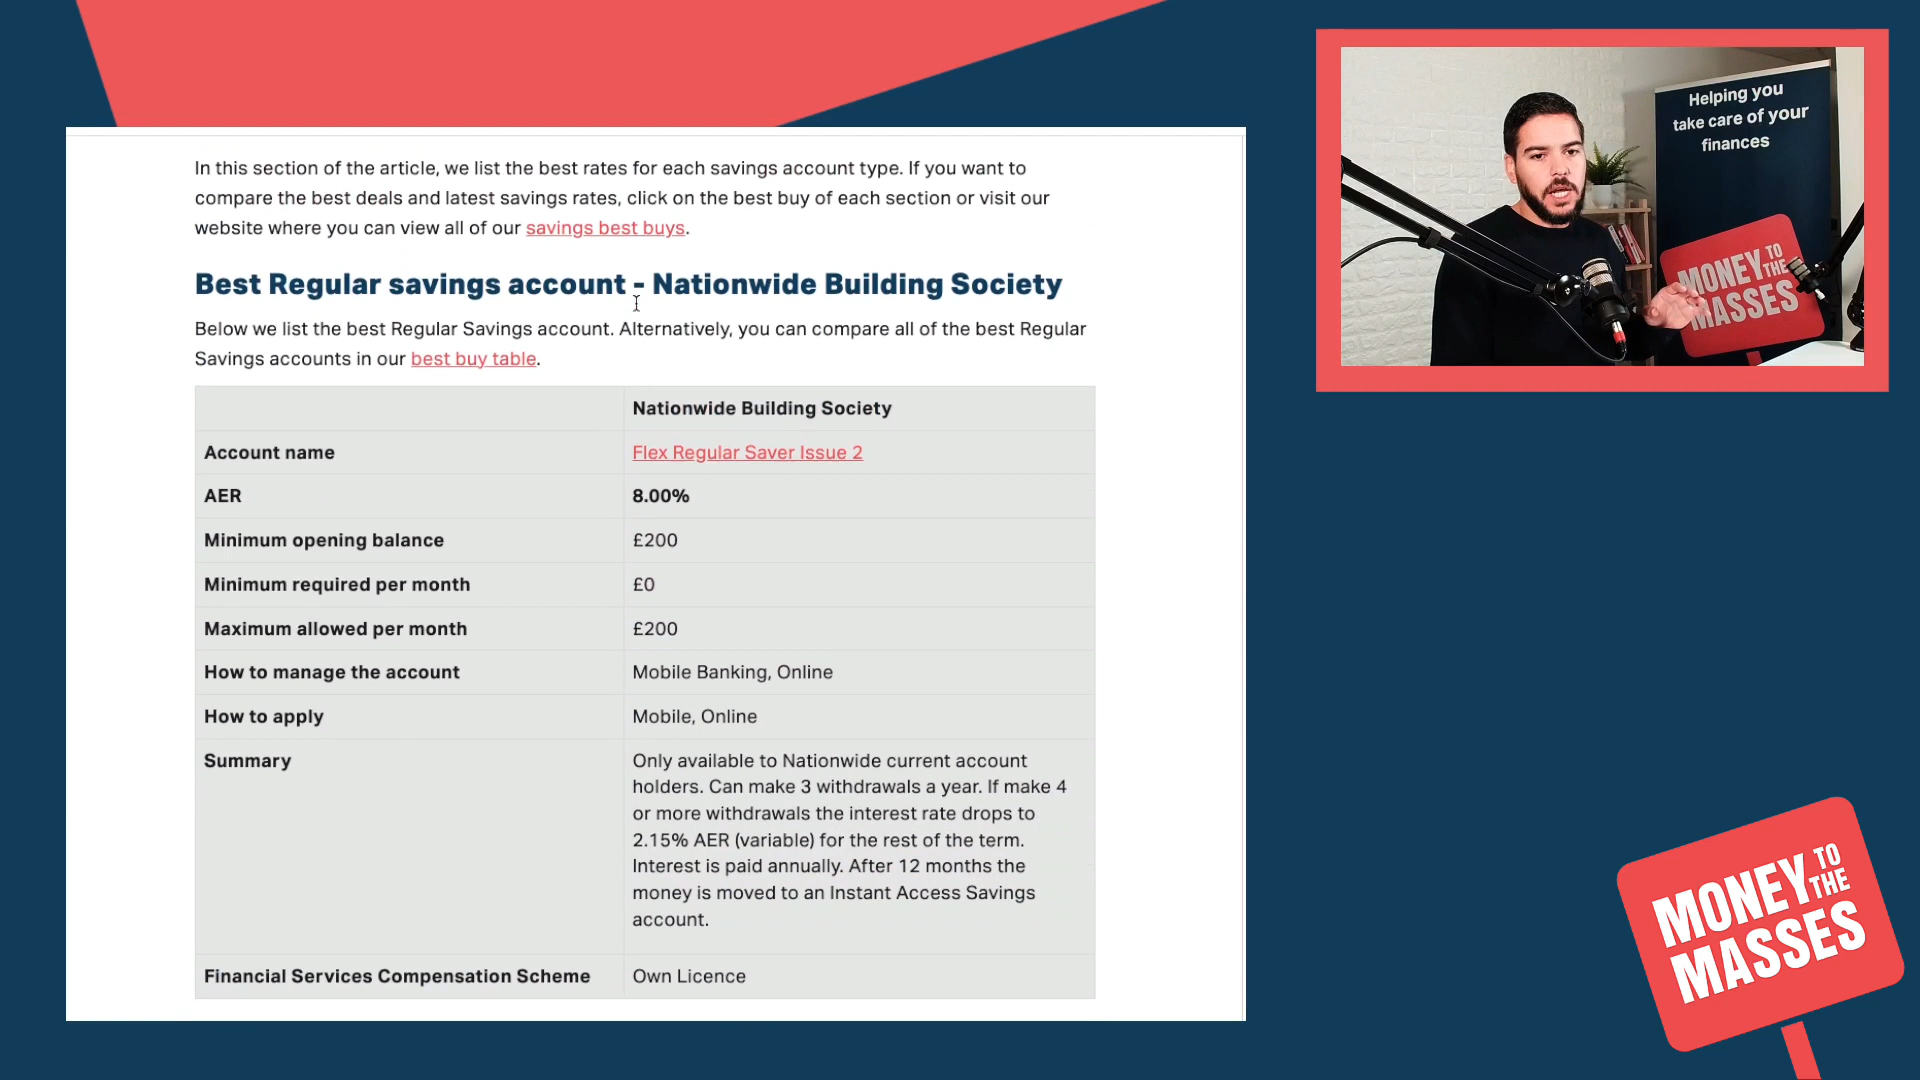 In this section of the article, we list the best rates for each savings account type. If you want to
compare the best deals and latest savings rates, click on the best buy of each section or visit our
website where you can view all of our savings best buys.
Best Regular savings account - Nationwide Building Society
Below we list the best Regular Savings account. Alternatively, you can compare all of the best Regular
Savings accounts in our best buy table.
Nationwide Building Society
Account name Flex Regular Saver Issue 2
AER 8.00%
Minimum opening balance £200
Minimum required per month £0
Maximum allowed per month £200
How to manage the account Mobile Banking, Online
How to apply Mobile, Online
Summary Only available to Nationwide current account
holders. Can make 3 withdrawals a year. If make 4
or more withdrawals the interest rate drops to
2.15% AER (variable) for the rest of the term.
Interest is paid annually. After 12 months the
money is moved to an Instant Access Savings
account.
Financial Services Compensation Scheme Own Licence
Helping you
take care of your
finances
MONEY TO THE
MASSES
MONEY TO THE
MASSES